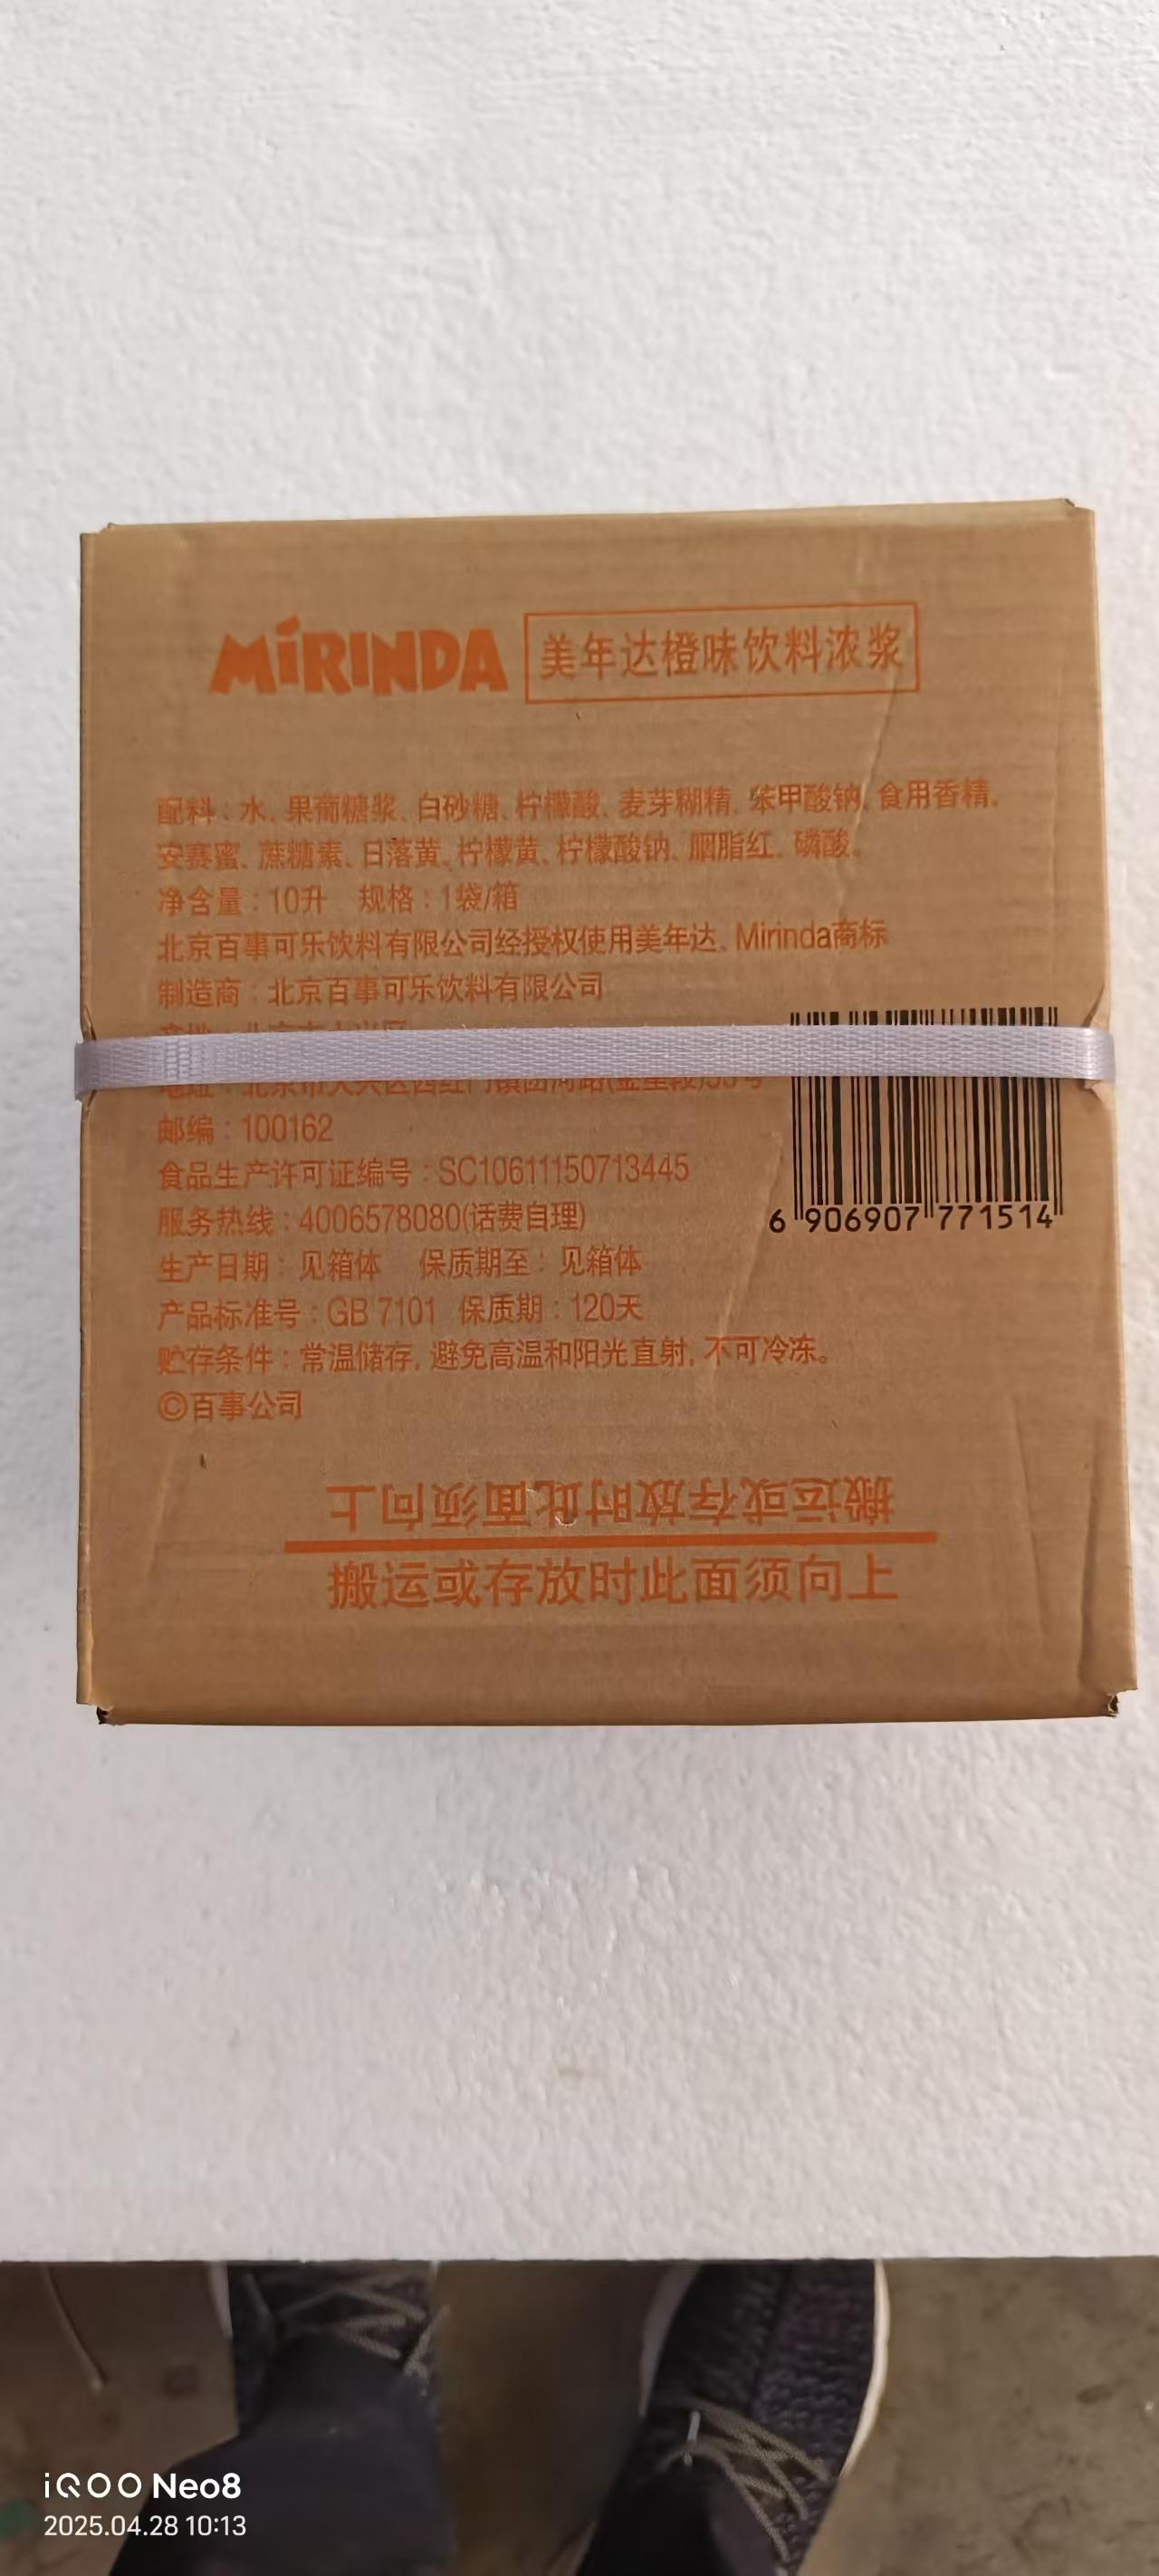 MIRINDA 美年达橙味饮料浓浆
配料：水、果葡糖浆、白砂糖、柠檬酸、麦芽糊精、苯甲酸钠、食用香精、
安赛蜜、蔗糖素、日落黄、柠檬黄、柠檬酸钠、胭脂红、磷酸。
净含量：10升 规格：1袋/箱
北京百事可乐饮料有限公司经授权使用美年达、Mirinda商标
制造商：北京百事可乐饮料有限公司
邮编：100162
食品生产许可证编号：SC10611150713445
服务热线：4006578080(话费自理)
生产日期：见箱体 保质期至：见箱体
产品标准号：GB 7101 保质期：120天
贮存条件：常温储存, 避免高温和阳光直射, 不可冷冻。
©百事公司
6 906907 771514
搬运或存放时此面须向上
搬运或存放时此面须向上
iQOO Neo8
2025.04.28 10:13